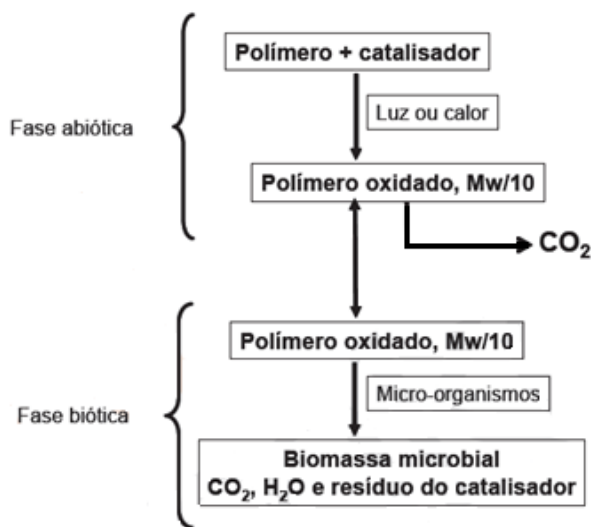 Polímero + catalisador
Fase abiótica
Luz ou calor
Polímero oxidado, Mw/10
CO₂
Polímero oxidado, Mw/10
Fase biótica
Micro-organismos
Biomassa microbial
CO₂, H₂O e resíduo do catalisador